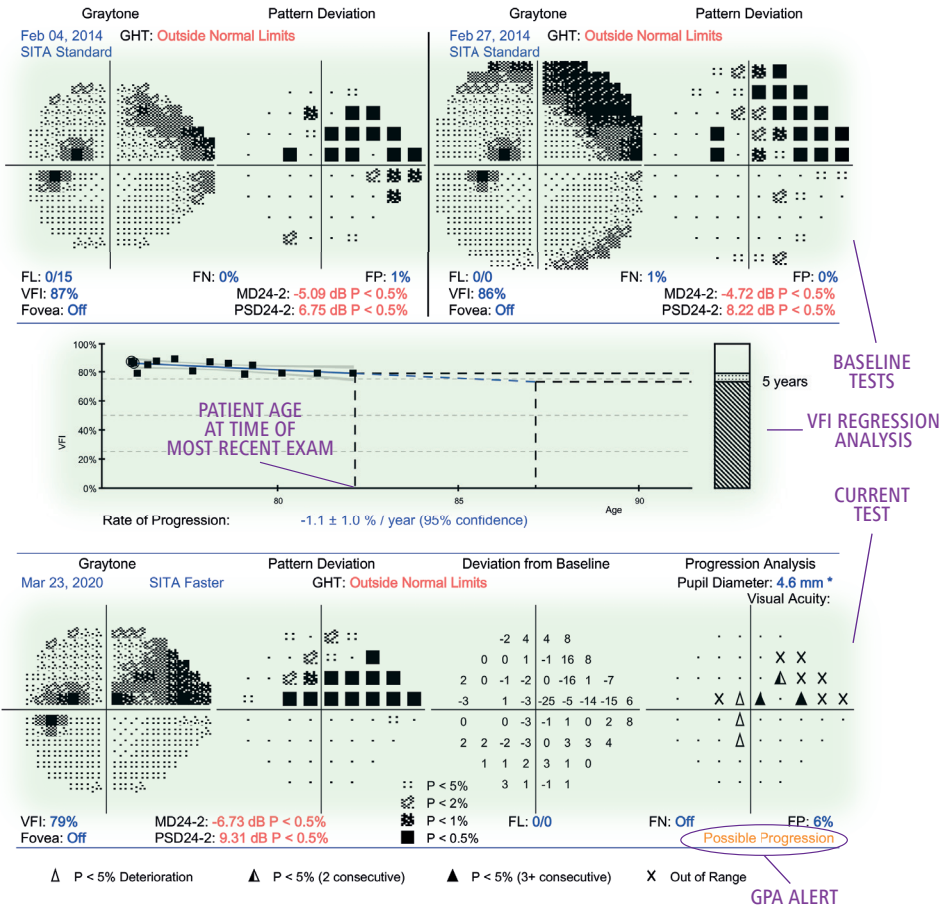 Graytone Pattern Deviation Graytone Pattern Deviation
Feb 04, 2014 GHT: Outside Normal Limits Feb 27, 2014 GHT: Outside Normal Limits
SITA Standard SITA Standard
FL: 0/15 FN: 0% FP: 1% FL: 0/0 FN: 1% FP: 0%
VFI: 87% MD24-2: -5.09 dB P < 0.5% VFI: 86% MD24-2: -4.72 dB P < 0.5%
Fovea: Off PSD24-2: 6.75 dB P < 0.5% Fovea: Off PSD24-2: 8.22 dB P < 0.5%
BASELINE
TESTS
100%
80%
60%
40%
20%
0%
VFI
80 85 90
Age
5 years
PATIENT AGE
AT TIME OF
MOST RECENT EXAM
VFI REGRESSION
ANALYSIS
Rate of Progression: -1.1 ± 1.0 % / year (95% confidence)
CURRENT
TEST
Graytone Pattern Deviation Deviation from Baseline Progression Analysis
Mar 23, 2020 SITA Faster GHT: Outside Normal Limits Pupil Diameter: 4.6 mm *
Visual Acuity:
-2 4 4 8
0 0 1 -1 16 8
2 0 -1 -2 0 -16 1 -7
-3 1 -3 -25 -5 -14 -15 6
0 0 -3 -1 1 0 2 8
2 2 -2 -3 0 3 3 4
1 1 2 3 1 0
3 1 -1 -1
P < 5%
P < 2%
P < 1%
P < 0.5%
VFI: 79% MD24-2: -6.73 dB P < 0.5% FL: 0/0 FN: Off FP: 6%
Fovea: Off PSD24-2: 9.31 dB P < 0.5% Possible Progression
P < 5% Deterioration P < 5% (2 consecutive) P < 5% (3+ consecutive) X Out of Range
GPA ALERT